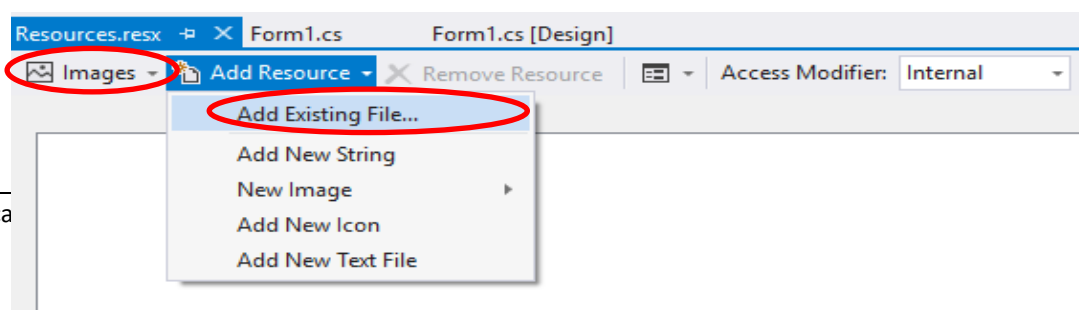 Resources.resx Form1.cs Form1.cs [Design]
Images Add Resource Remove Resource Access Modifier: Internal
Add Existing File...
Add New String
New Image
Add New Icon
Add New Text File